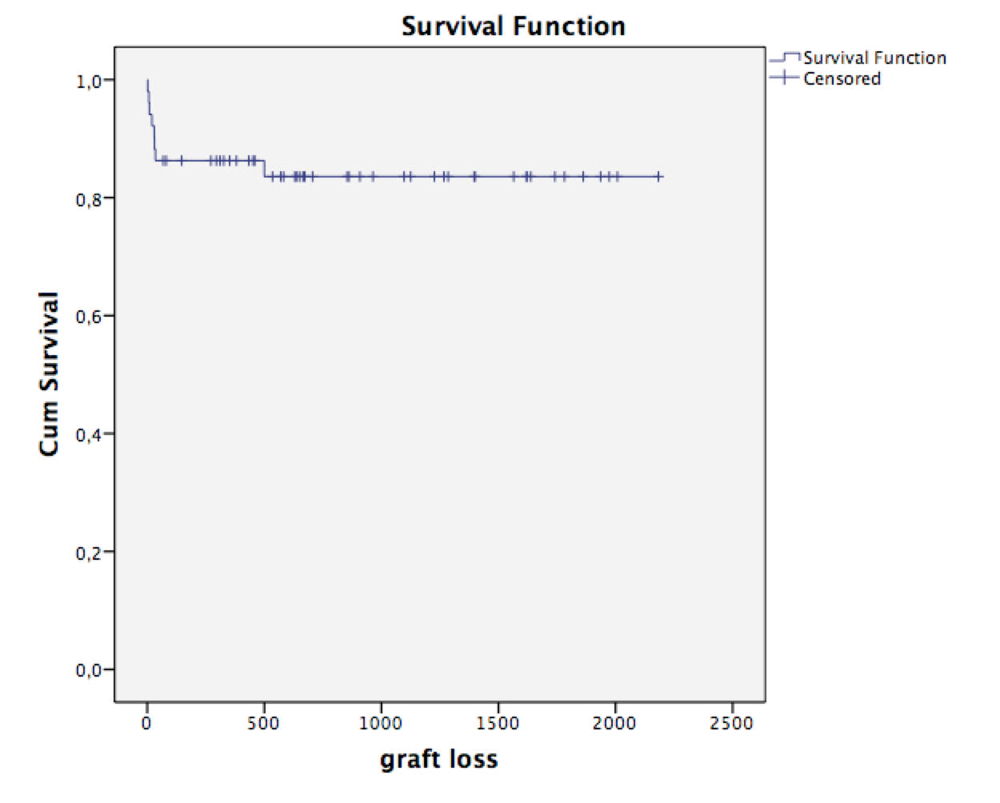 Survival Function
Survival Function
Censored
1,0
0,8
0,6
0,4
0,2
0,0
Cum Survival
0 500 1000 1500 2000 2500
graft loss